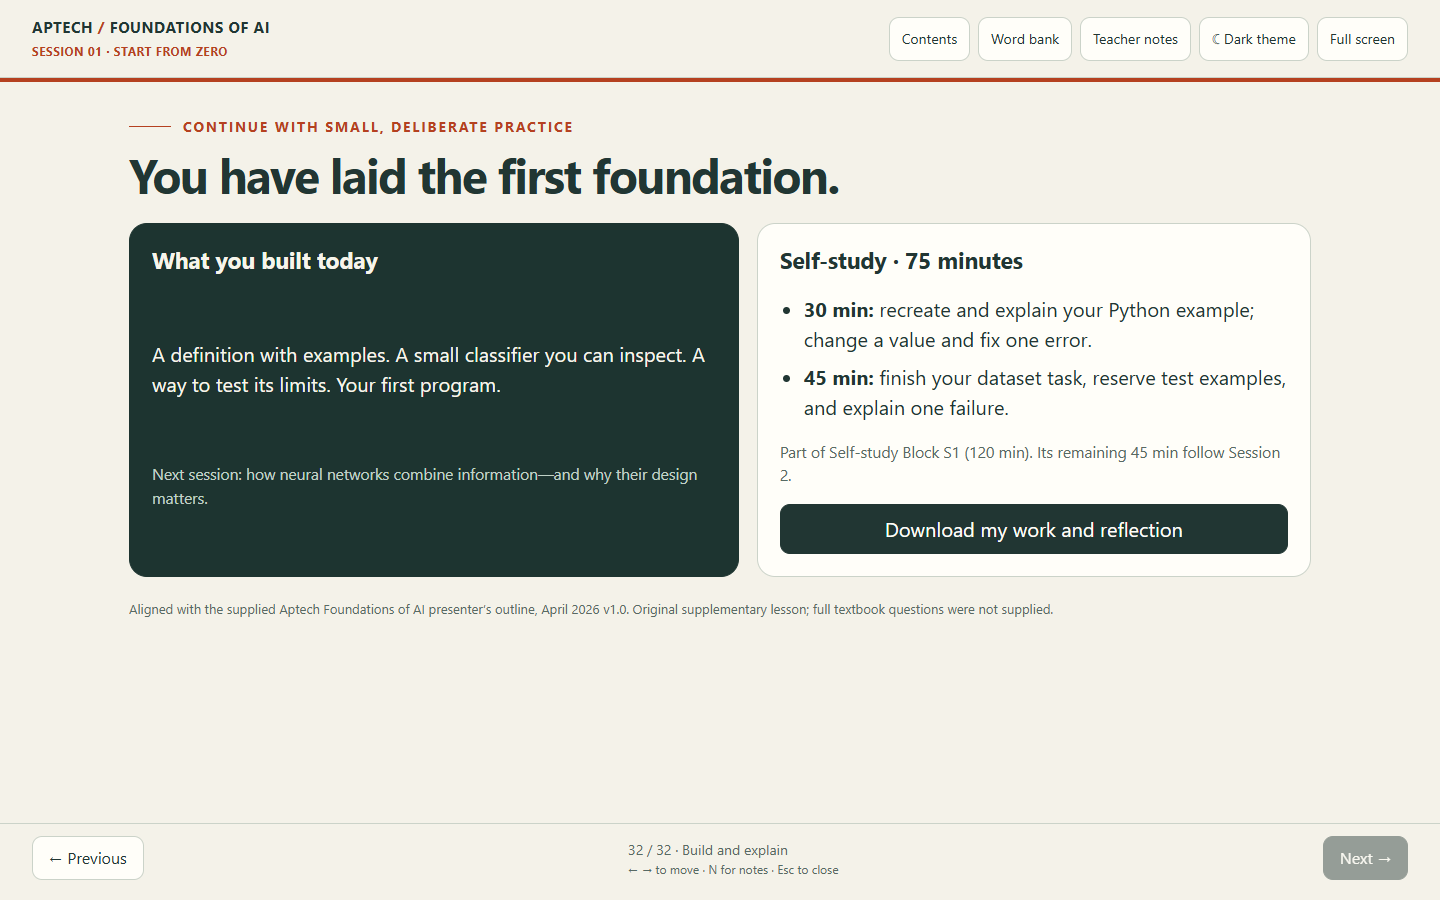 APTECH / FOUNDATIONS OF AI
SESSION 01 · START FROM ZERO
Contents
Word bank
Teacher notes
☾ Dark theme
Full screen
CONTINUE WITH SMALL, DELIBERATE PRACTICE
You have laid the first foundation.
What you built today
A definition with examples. A small classifier you can inspect. A
way to test its limits. Your first program.
Next session: how neural networks combine information—and why their design
matters.
Self-study · 75 minutes
• 30 min: recreate and explain your Python example;
change a value and fix one error.
• 45 min: finish your dataset task, reserve test examples,
and explain one failure.
Part of Self-study Block S1 (120 min). Its remaining 45 min follow Session
2.
Download my work and reflection
Aligned with the supplied Aptech Foundations of AI presenter's outline, April 2026 v1.0. Original supplementary lesson; full textbook questions were not supplied.
← Previous
32 / 32 · Build and explain
← → to move · N for notes · Esc to close
Next →